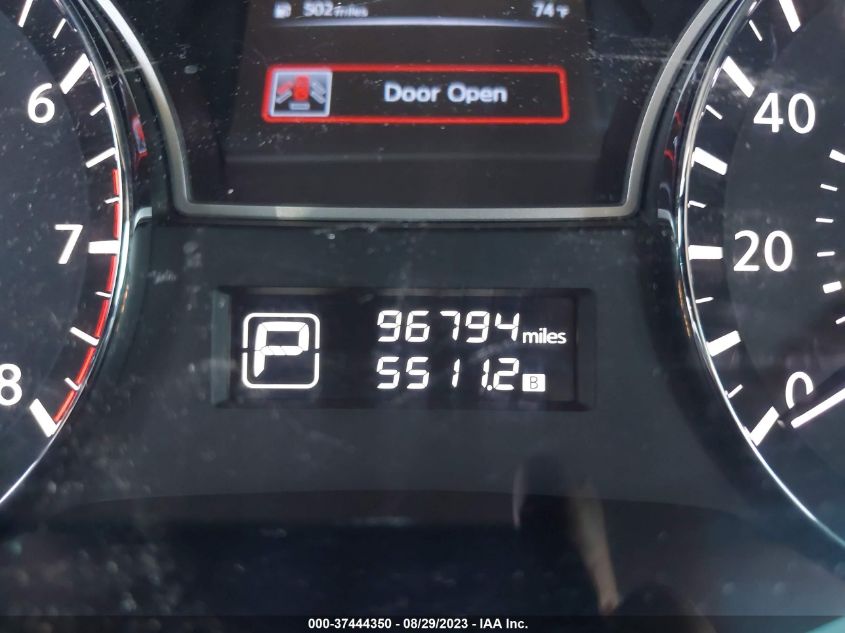 502 miles 74 °F
Door Open
6
7
8
40
20
0
P
96794 miles
5511.2 B
000-37444350 - 08/29/2023 - IAA Inc.